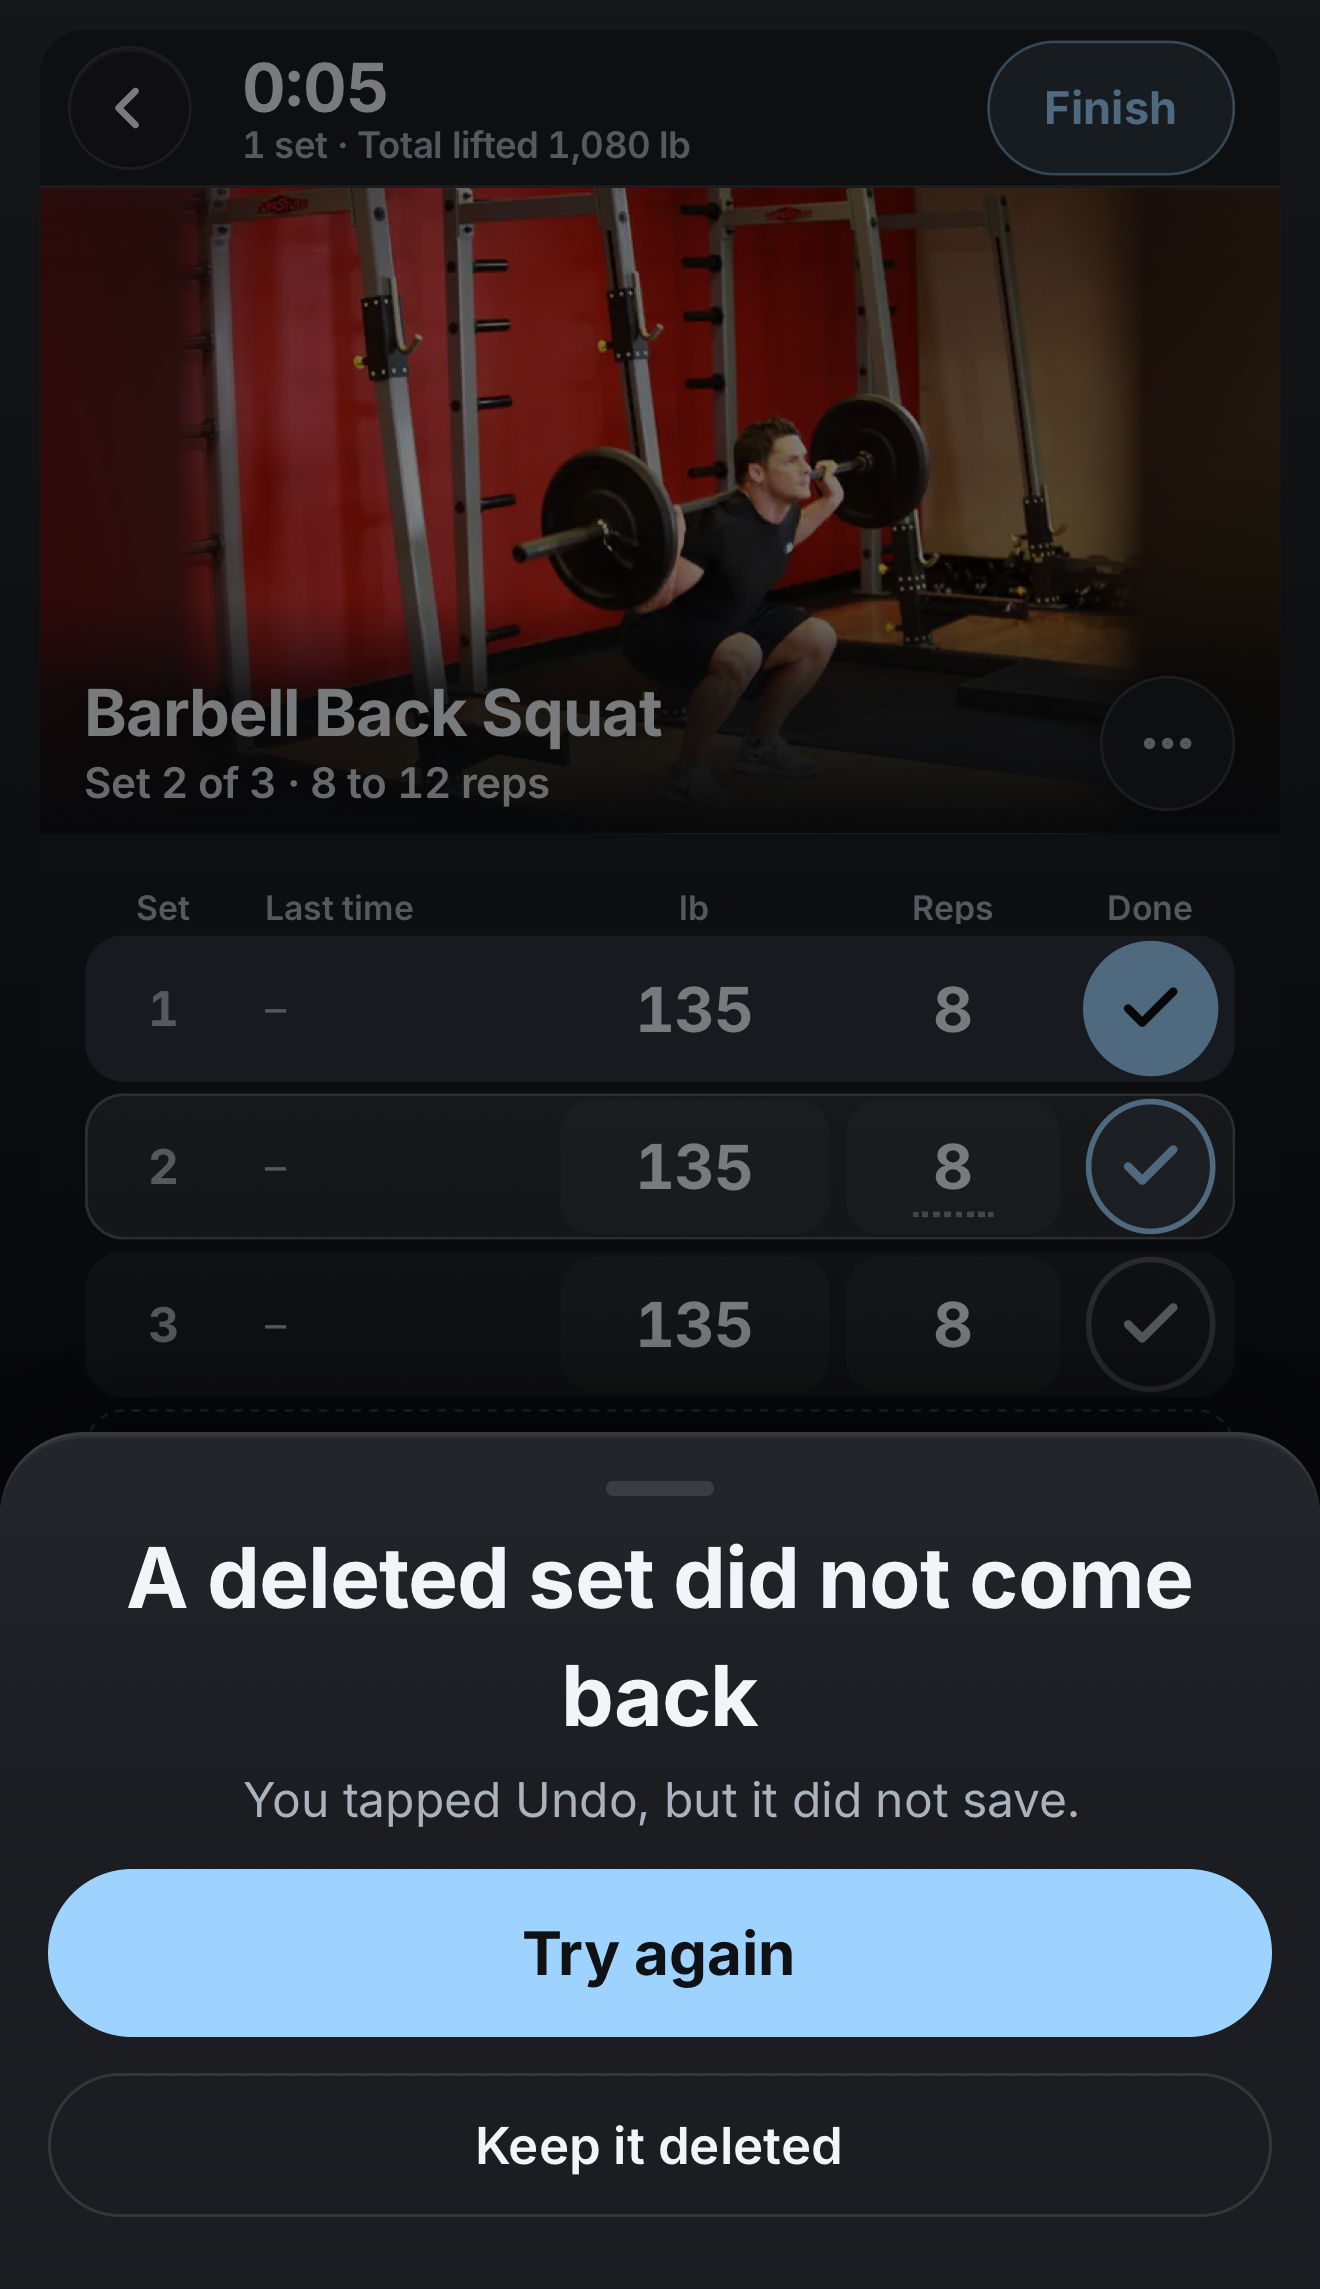 0:05
1 set · Total lifted 1,080 lb
Finish
Barbell Back Squat
Set 2 of 3 · 8 to 12 reps
Set Last time lb Reps Done
1 – 135 8
2 – 135 8
3 – 135 8
A deleted set did not come
back
You tapped Undo, but it did not save.
Try again
Keep it deleted